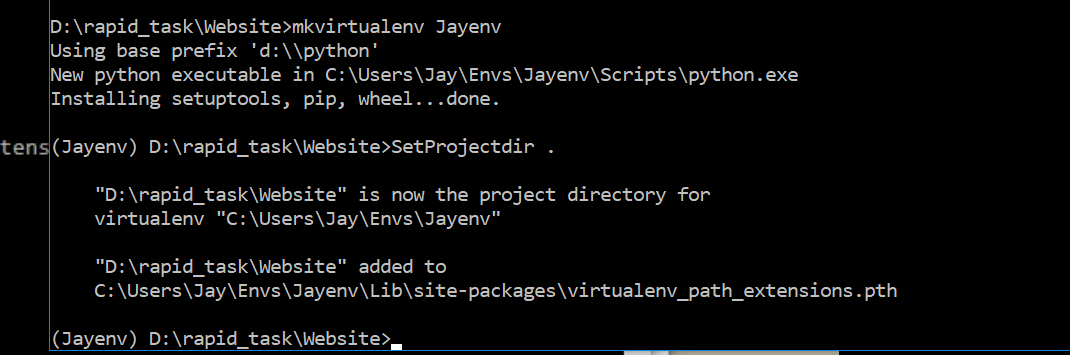 D:\rapid_task\Website>mkvirtualenv Jayenv
Using base prefix 'd:\\python'
New python executable in C:\Users\Jay\Envs\Jayenv\Scripts\python.exe
Installing setuptools, pip, wheel...done.
tens
(Jayenv) D:\rapid_task\Website>SetProjectdir .
"D:\rapid_task\Website" is now the project directory for
virtualenv "C:\Users\Jay\Envs\Jayenv"
"D:\rapid_task\Website" added to
C:\Users\Jay\Envs\Jayenv\Lib\site-packages\virtualenv_path_extensions.pth
(Jayenv) D:\rapid_task\Website>